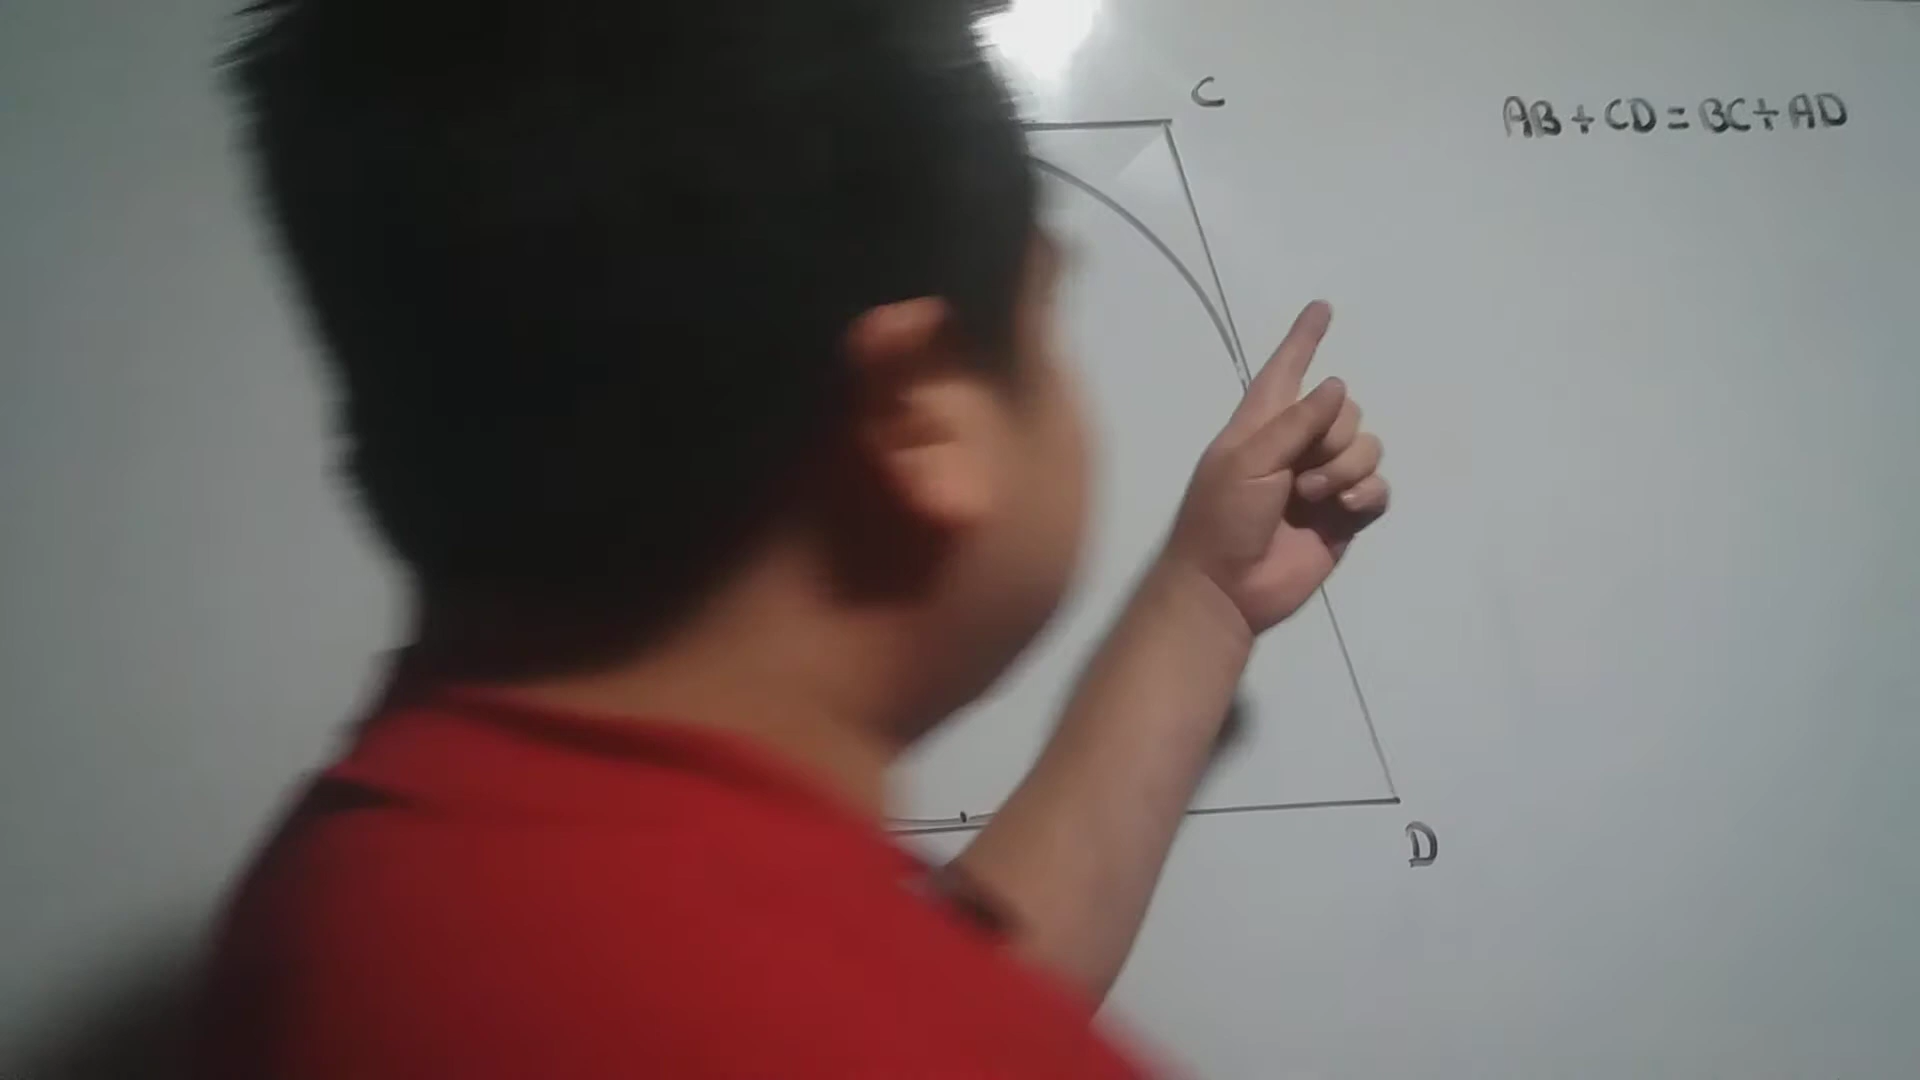 C
AB + CD = BC + AD
D